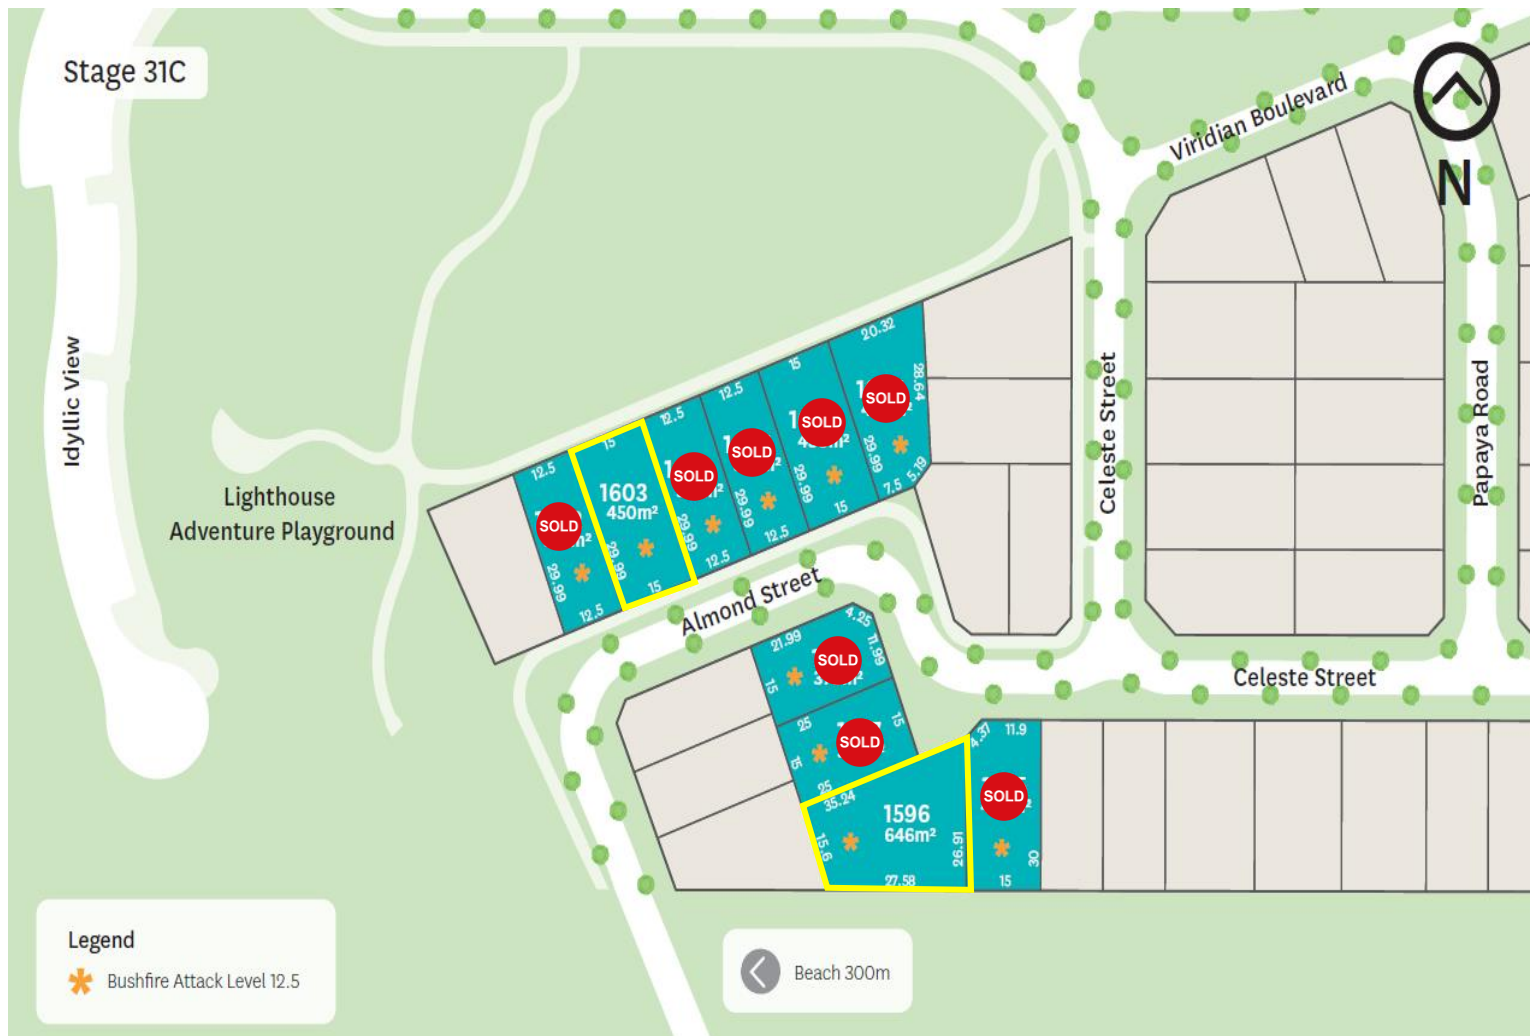 Stage 31C
Viridian Boulevard
N
Idyllic View
Celeste Street
Papaya Road
Lighthouse
Adventure Playground
20.32
28.64
SOLD
29.99
7.5
5.19
15
SOLD
29.99
15
12.5
SOLD
29.99
12.5
12.5
SOLD
29.99
12.5
15
1603
450m²
29.99
15
12.5
SOLD
29.99
12.5
Almond Street
4.25
21.99
11.99
SOLD
15
25
15
SOLD
15
25
Celeste Street
4.37
11.9
SOLD
30
15
35.24
1596
646m²
15.6
26.91
27.58
Legend
Bushfire Attack Level 12.5
Beach 300m